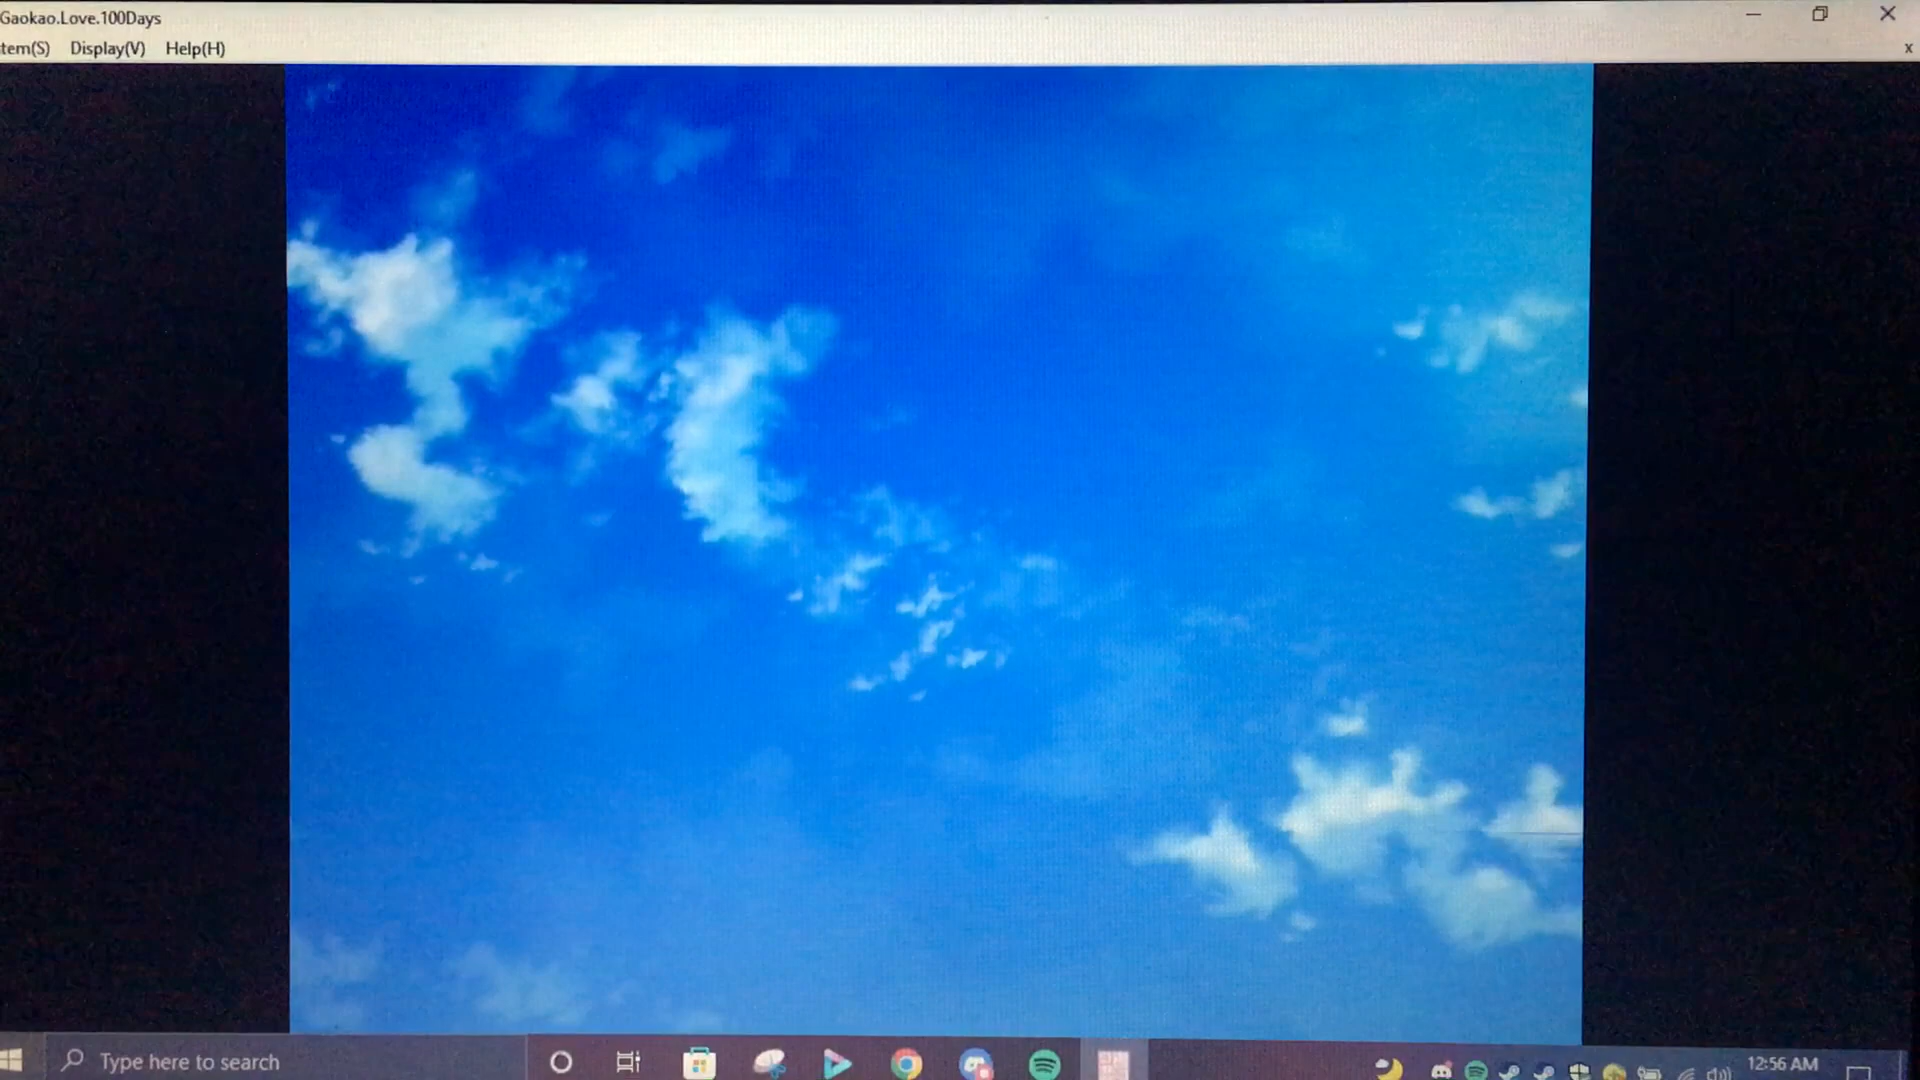 Gaokao.Love.100Days
tem(S) Display(V) Help(H)
x
Type here to search
12:56 AM